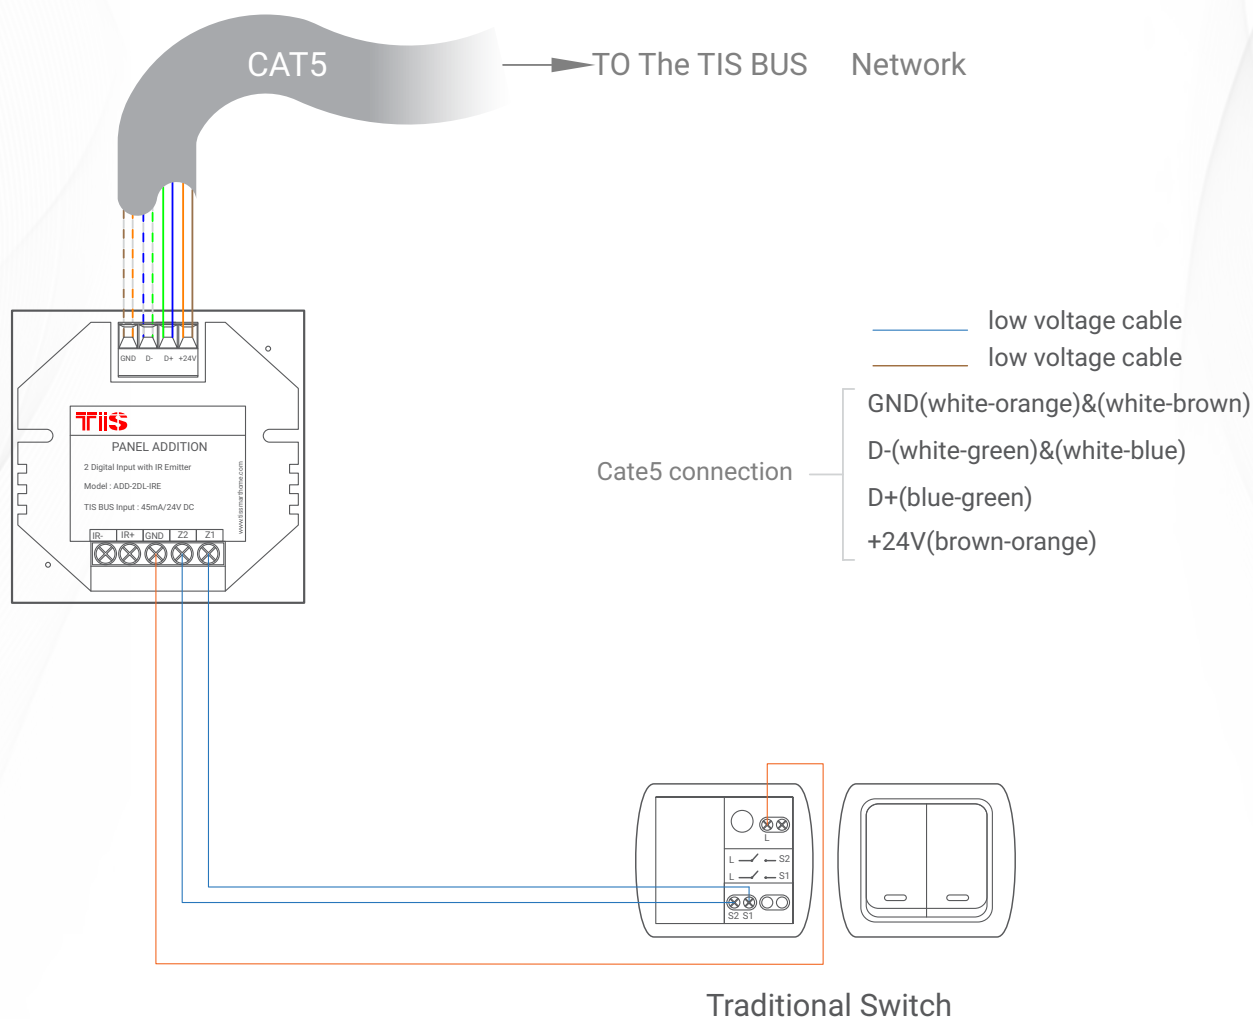 CAT5
TO The TIS BUS Network
GND D- D+ +24V
TIS
PANEL ADDITION
2 Digital Input with IR Emitter
Model : ADD-2DL-IRE
TIS BUS Input : 45mA/24V DC
www.tissmarthome.com
IR- IR+ GND Z2 Z1
low voltage cable
low voltage cable
Cate5 connection
GND(white-orange)&(white-brown)
D-(white-green)&(white-blue)
D+(blue-green)
+24V(brown-orange)
L
L S2
L S1
S2 S1
Traditional Switch